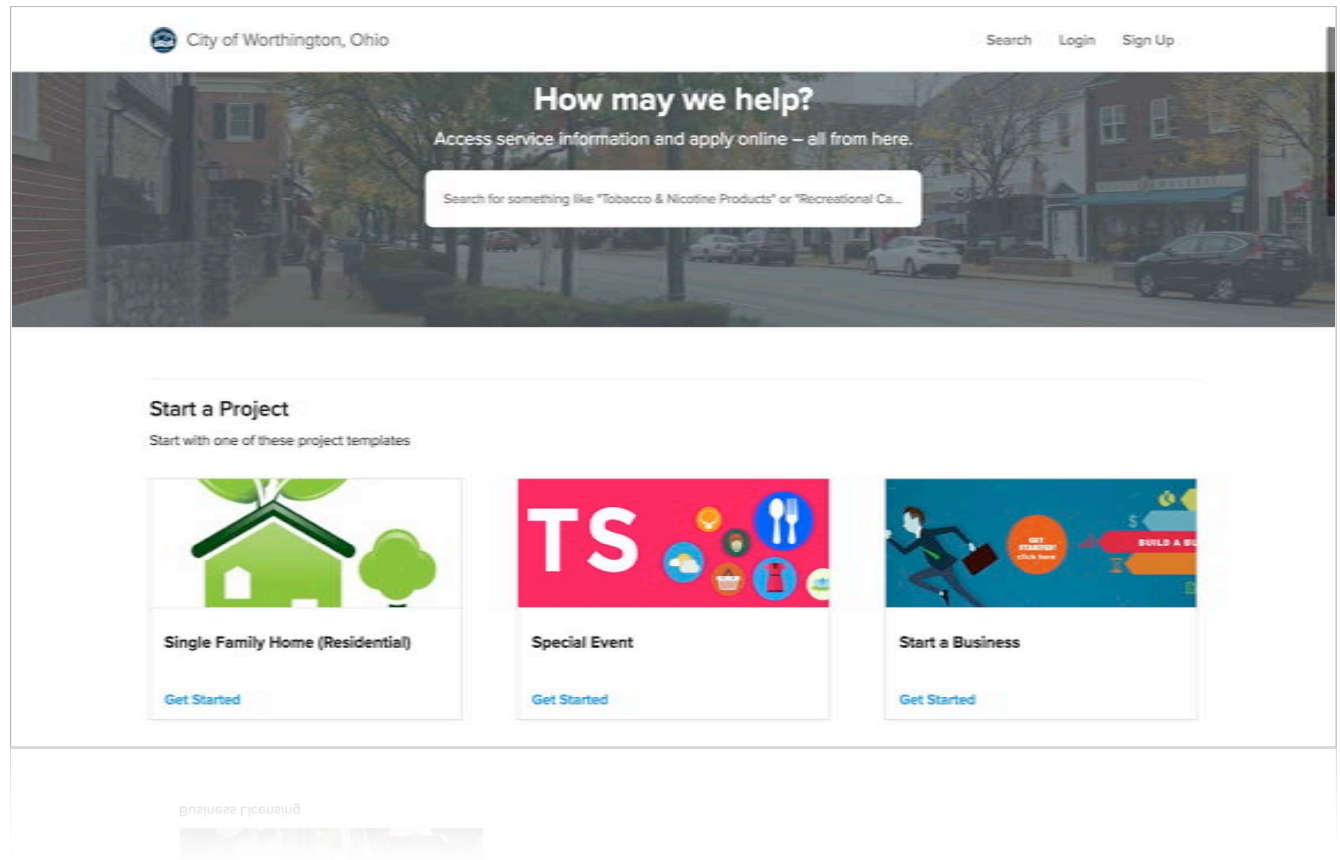 City of Worthington, Ohio
Search Login Sign Up
How may we help?
Access service information and apply online – all from here.
Search for something like "Tobacco & Nicotine Products" or "Recreational Ca...
Start a Project
Start with one of these project templates
TS
GET
STARTED!
click here
$
BUILD A BU
Single Family Home (Residential)
Special Event
Start a Business
Get Started
Get Started
Get Started
Business Licensing